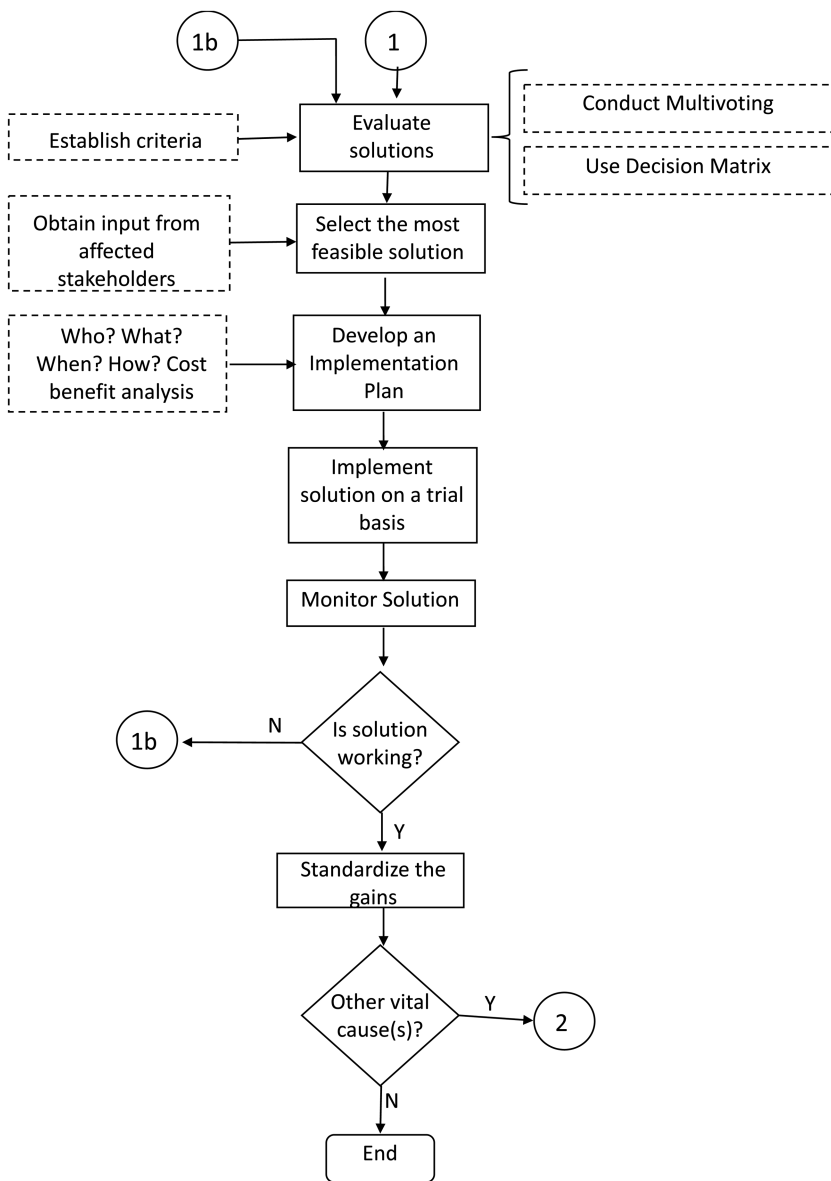 1b
1
Establish criteria
Evaluate
solutions
Conduct Multivoting
Use Decision Matrix
Obtain input from
affected
stakeholders
Select the most
feasible solution
Who? What?
When? How? Cost
benefit analysis
Develop an
Implementation
Plan
Implement
solution on a trial
basis
Monitor Solution
Is solution
working?
N
1b
Y
Standardize the
gains
Other vital
cause(s)?
Y
2
N
End